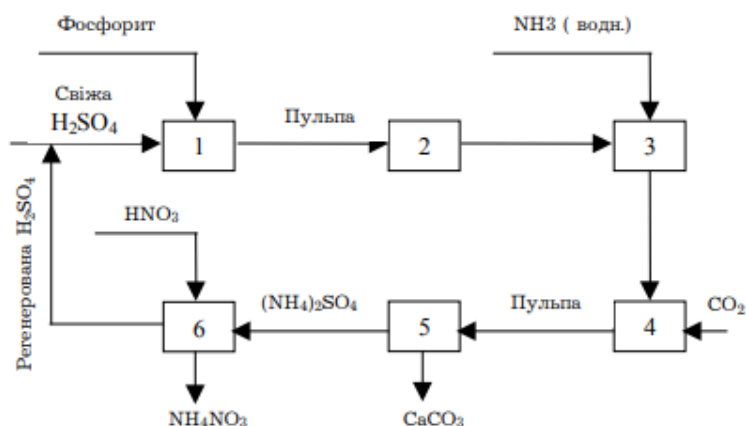 Фосфорит
NH3 ( водн.)
Свіжа
H₂SO₄
Пульпа
1
2
3
Регенерована H₂SO₄
HNO₃
(NH₄)₂SO₄
Пульпа
CO₂
6
5
4
NH₄NO₃
CaCO₃